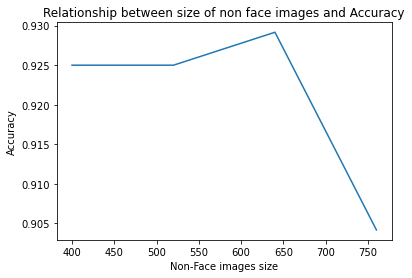 Relationship between size of non face images and Accuracy
0.930
0.925
0.920
0.915
0.910
0.905
Accuracy
400 450 500 550 600 650 700 750
Non-Face images size